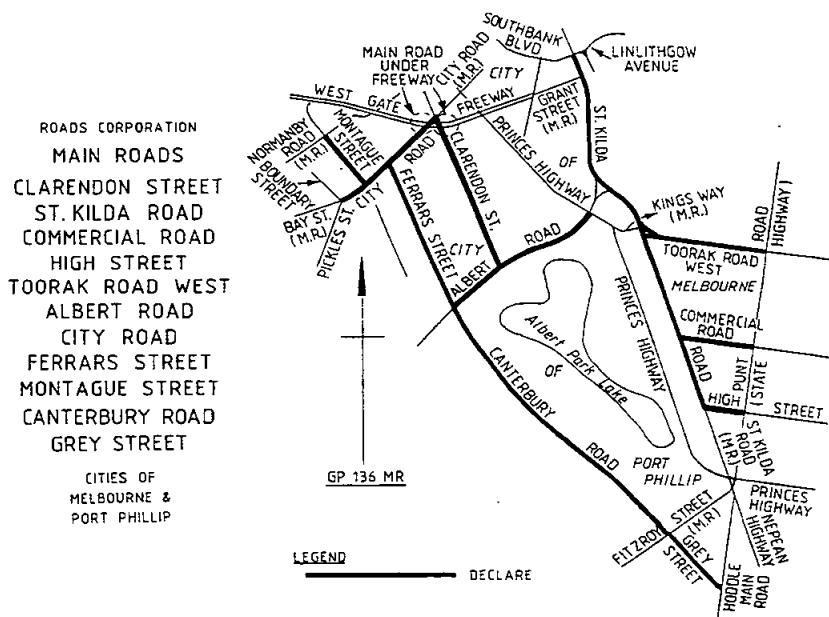 ROADS CORPORATION
MAIN ROADS
CLARENDON STREET
ST. KILDA ROAD
COMMERCIAL ROAD
HIGH STREET
TOORAK ROAD WEST
ALBERT ROAD
CITY ROAD
FERRARS STREET
MONTAGUE STREET
CANTERBURY ROAD
GREY STREET
CITIES OF
MELBOURNE &
PORT PHILLIP
SOUTHBANK
BLVD
LINLITHGOW
AVENUE
MAIN ROAD
UNDER
FREEWAY
CITY ROAD
(M.R.)
CITY
WEST GATE FREEWAY
GRANT
STREET
(M.R.)
ST. KILDA
ROAD
NORMANBY
ROAD
(M.R.)
MONTAGUE
STREET
BOUNDARY
STREET
BAY ST.
(M.R.)
PICKLES ST.
CITY ROAD
CLARENDON ST.
FERRARS STREET
PRINCES HIGHWAY
OF
KINGS WAY
(M.R.)
CITY
ALBERT ROAD
TOORAK ROAD
WEST
MELBOURNE
COMMERCIAL
ROAD
HIGH STREET
PUNT ROAD
(STATE HIGHWAY)
Albert Park Lake
PRINCES HIGHWAY
OF
CANTERBURY ROAD
PORT
PHILLIP
ST KILDA
ROAD
(M.R.)
PRINCES
HIGHWAY
NEPEAN
HIGHWAY
FITZROY STREET
(M.R.)
GREY
STREET
HODDLE
MAIN
ROAD
GP 136 MR
LEGEND
DECLARE